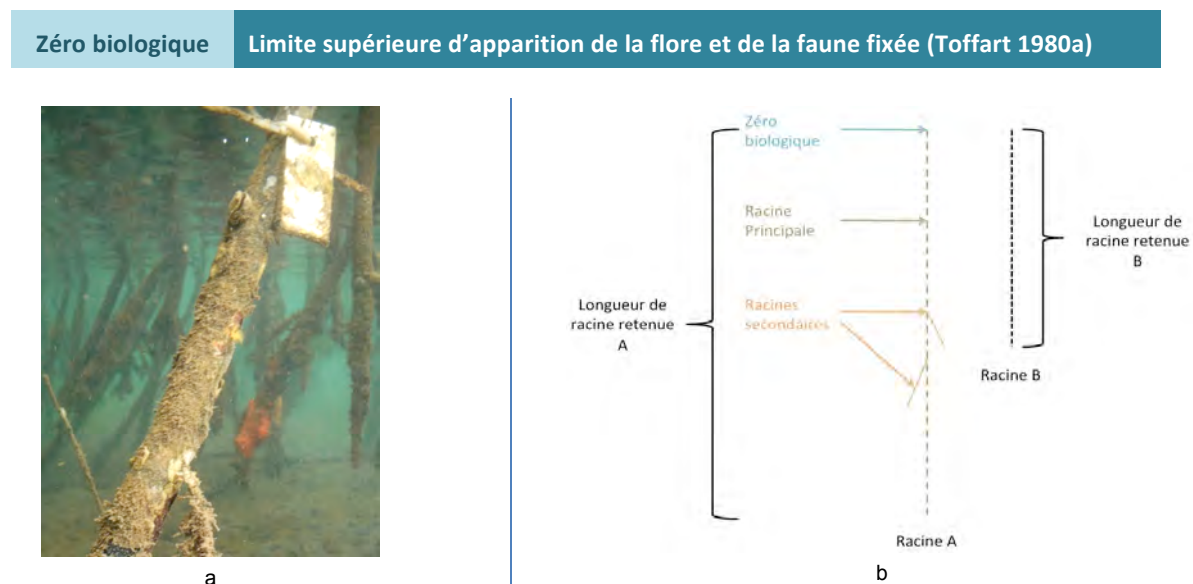 Zéro biologique
Limite supérieure d’apparition de la flore et de la faune fixée (Toffart 1980a)
Zéro
biologique
Racine
Principale
Racines
secondaires
Longueur de
racine retenue
A
Longueur de
racine retenue
B
Racine B
Racine A
a
b